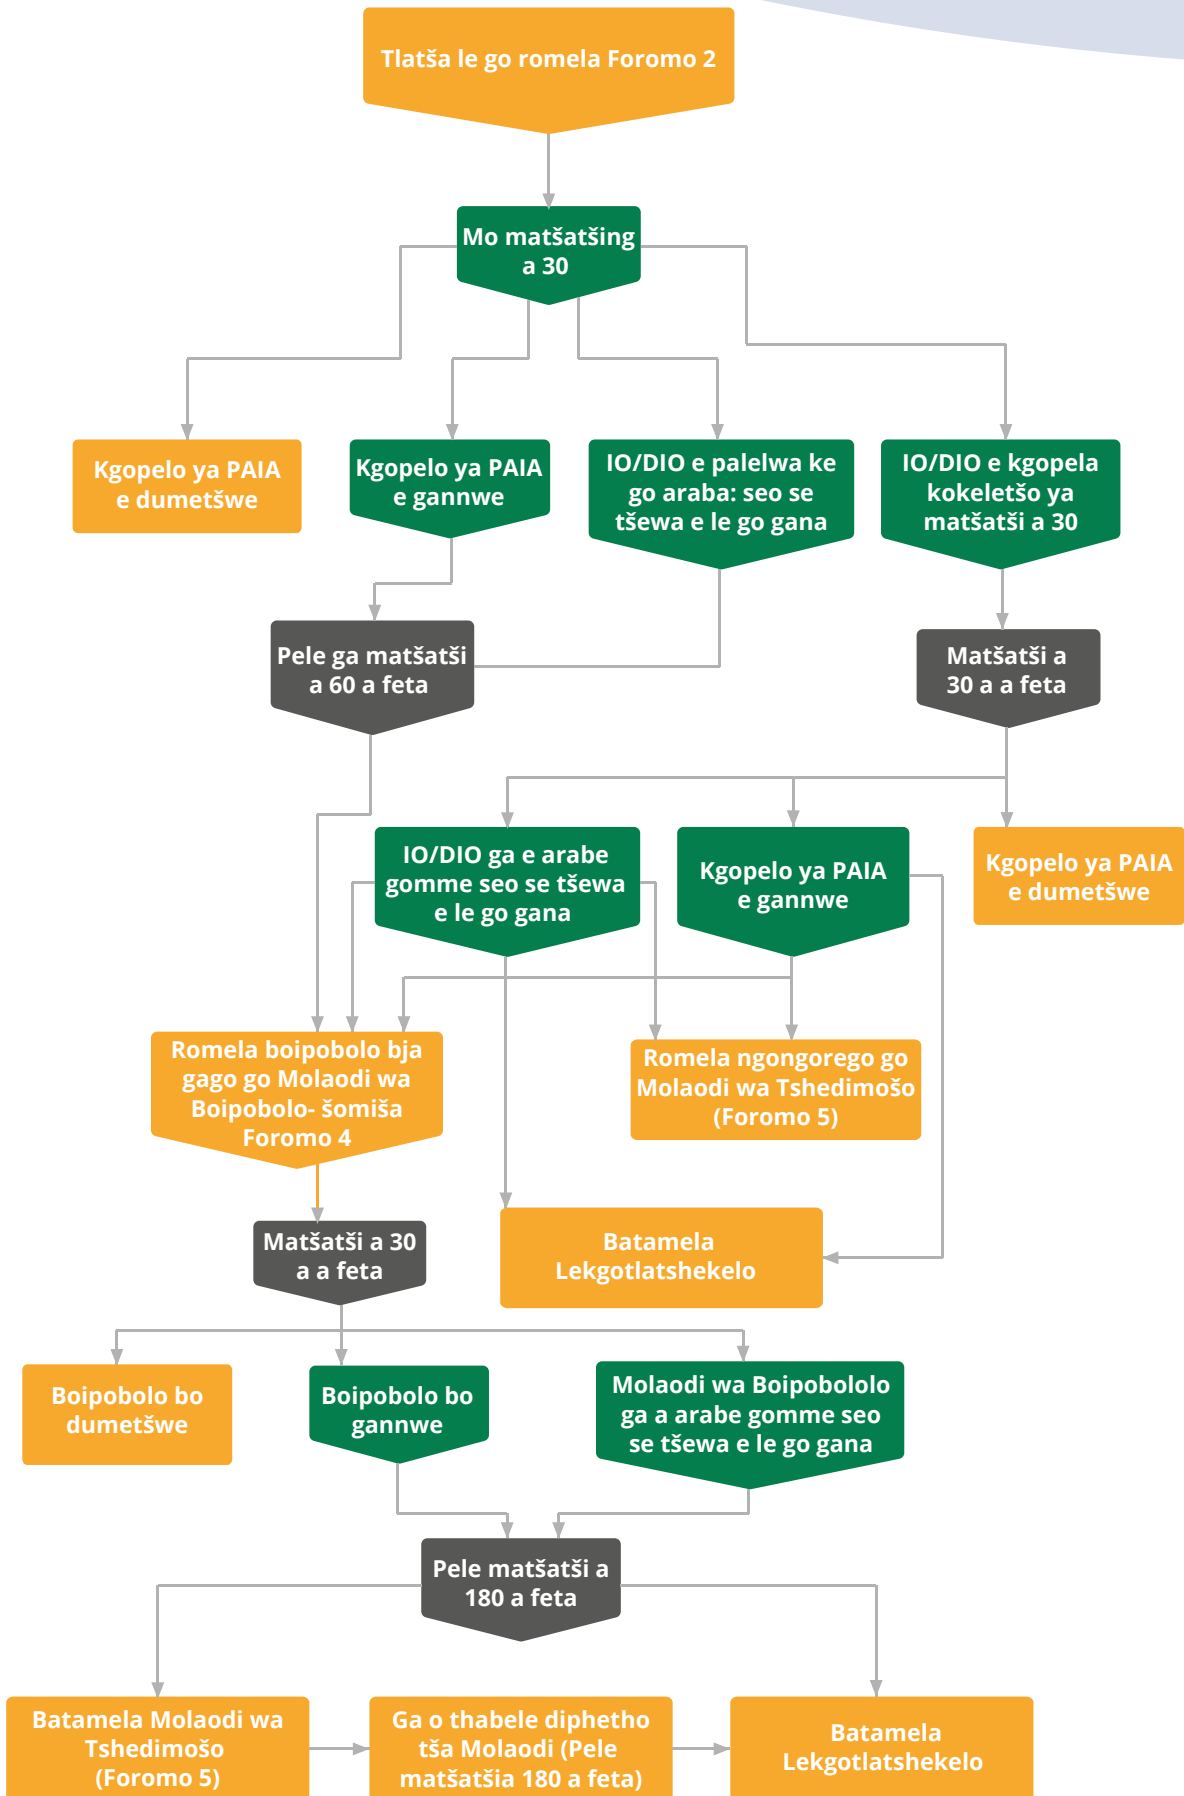 Tlatša le go romela Foromo 2
Mo matšatšing
a 30
Kgopelo ya PAIA
e dumetšwe
Kgopelo ya PAIA
e gannwe
IO/DIO e palelwa ke
go araba: seo se
tšewa e le go gana
IO/DIO e kgopela
kokeletšo ya
matšatši a 30
Pele ga matšatši
a 60 a feta
Matšatši a
30 a a feta
IO/DIO ga e arabe
gomme seo se tšewa
e le go gana
Kgopelo ya PAIA
e gannwe
Kgopelo ya PAIA
e dumetšwe
Romela boipobolo bja
gago go Molaodi wa
Boipobolo- šomiša
Foromo 4
Romela ngongorego go
Molaodi wa Tshedimošo
(Foromo 5)
Batamela
Lekgotlatshekelo
Matšatši a 30
a a feta
Boipobolo bo
dumetšwe
Boipobolo bo
gannwe
Molaodi wa Boipobololo
ga a arabe gomme seo
se tšewa e le go gana
Pele matšatši a
180 a feta
Batamela Molaodi wa
Tshedimošo
(Foromo 5)
Ga o thabele diphetho
tša Molaodi (Pele
matšatšia 180 a feta)
Batamela
Lekgotlatshekelo